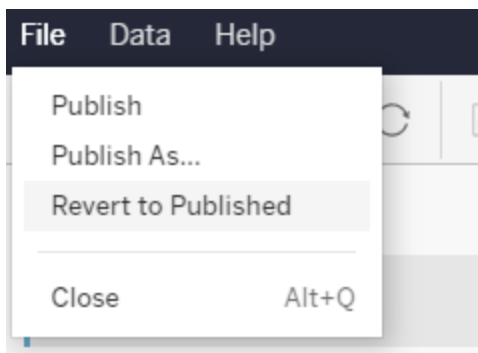 File Data Help
Publish
Publish As...
Revert to Published
Close Alt+Q